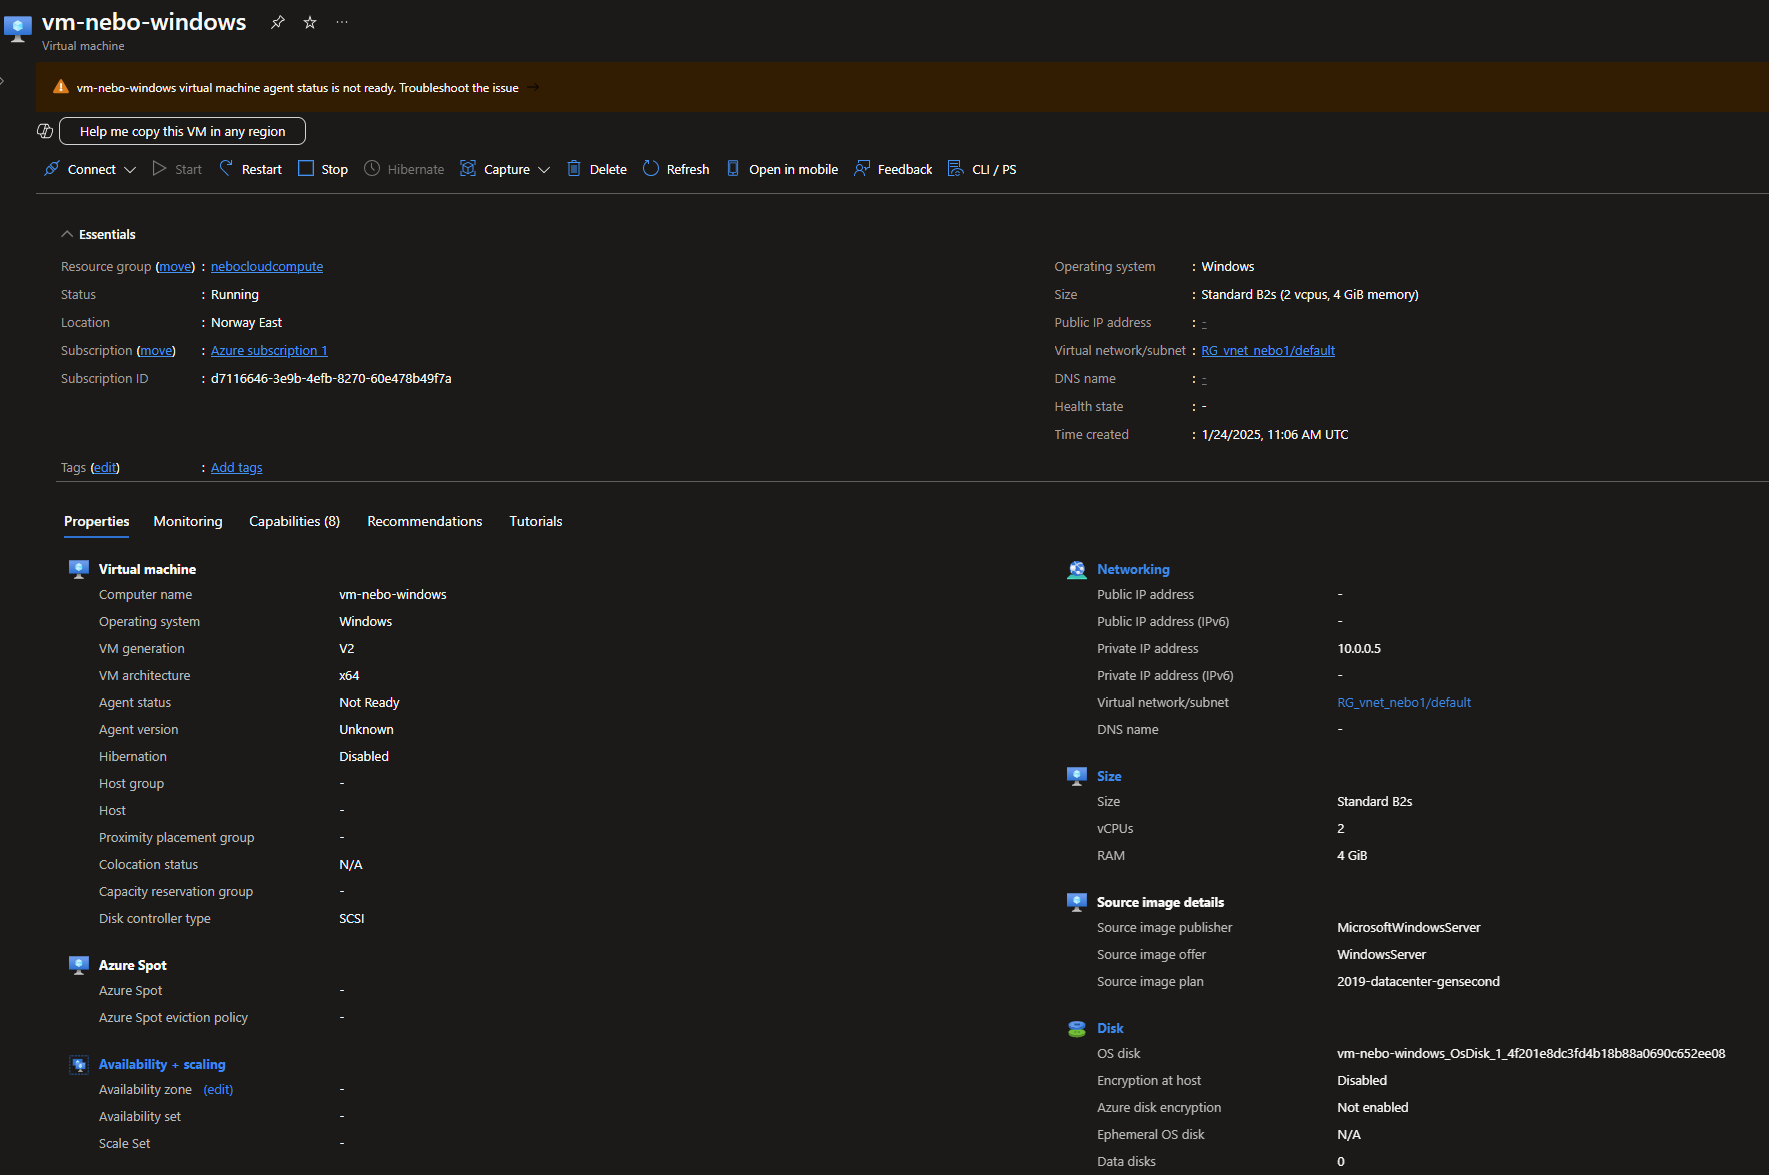 vm-nebo-windows
Virtual machine
vm-nebo-windows virtual machine agent status is not ready. Troubleshoot the issue →
Help me copy this VM in any region
Connect Start Restart Stop Hibernate Capture Delete Refresh Open in mobile Feedback CLI / PS
Essentials
Resource group (move) : nebocloudcompute
Status : Running
Location : Norway East
Subscription (move) : Azure subscription 1
Subscription ID : d7116646-3e9b-4efb-8270-60e478b49f7a
Operating system : Windows
Size : Standard B2s (2 vcpus, 4 GiB memory)
Public IP address : -
Virtual network/subnet : RG_vnet_nebo1/default
DNS name : -
Health state : -
Time created : 1/24/2025, 11:06 AM UTC
Tags (edit) : Add tags
Properties Monitoring Capabilities (8) Recommendations Tutorials
Virtual machine
Computer name vm-nebo-windows
Operating system Windows
VM generation V2
VM architecture x64
Agent status Not Ready
Agent version Unknown
Hibernation Disabled
Host group -
Host -
Proximity placement group -
Colocation status N/A
Capacity reservation group -
Disk controller type SCSI
Azure Spot
Azure Spot -
Azure Spot eviction policy -
Availability + scaling
Availability zone (edit) -
Availability set -
Scale Set -
Networking
Public IP address -
Public IP address (IPv6) -
Private IP address 10.0.0.5
Private IP address (IPv6) -
Virtual network/subnet RG_vnet_nebo1/default
DNS name -
Size
Size Standard B2s
vCPUs 2
RAM 4 GiB
Source image details
Source image publisher MicrosoftWindowsServer
Source image offer WindowsServer
Source image plan 2019-datacenter-gensecond
Disk
OS disk vm-nebo-windows_OsDisk_1_4f201e8dc3fd4b18b88a0690c652ee08
Encryption at host Disabled
Azure disk encryption Not enabled
Ephemeral OS disk N/A
Data disks 0